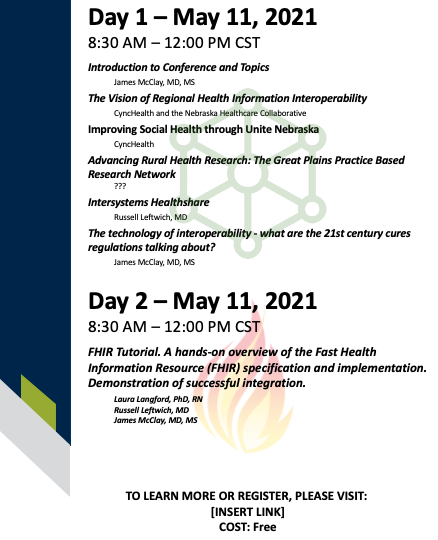 Day 1 – May 11, 2021
8:30 AM – 12:00 PM CST
Introduction to Conference and Topics
James McClay, MD, MS
The Vision of Regional Health Information Interoperability
CyncHealth and the Nebraska Healthcare Collaborative
Improving Social Health through Unite Nebraska
CyncHealth
Advancing Rural Health Research: The Great Plains Practice Based
Research Network
???
Intersystems Healthshare
Russell Leftwich, MD
The technology of interoperability - what are the 21st century cures
regulations talking about?
James McClay, MD, MS
Day 2 – May 11, 2021
8:30 AM – 12:00 PM CST
FHIR Tutorial. A hands-on overview of the Fast Health
Information Resource (FHIR) specification and implementation.
Demonstration of successful integration.
Laura Langford, PhD, RN
Russell Leftwich, MD
James McClay, MD, MS
TO LEARN MORE OR REGISTER, PLEASE VISIT:
[INSERT LINK]
COST: Free